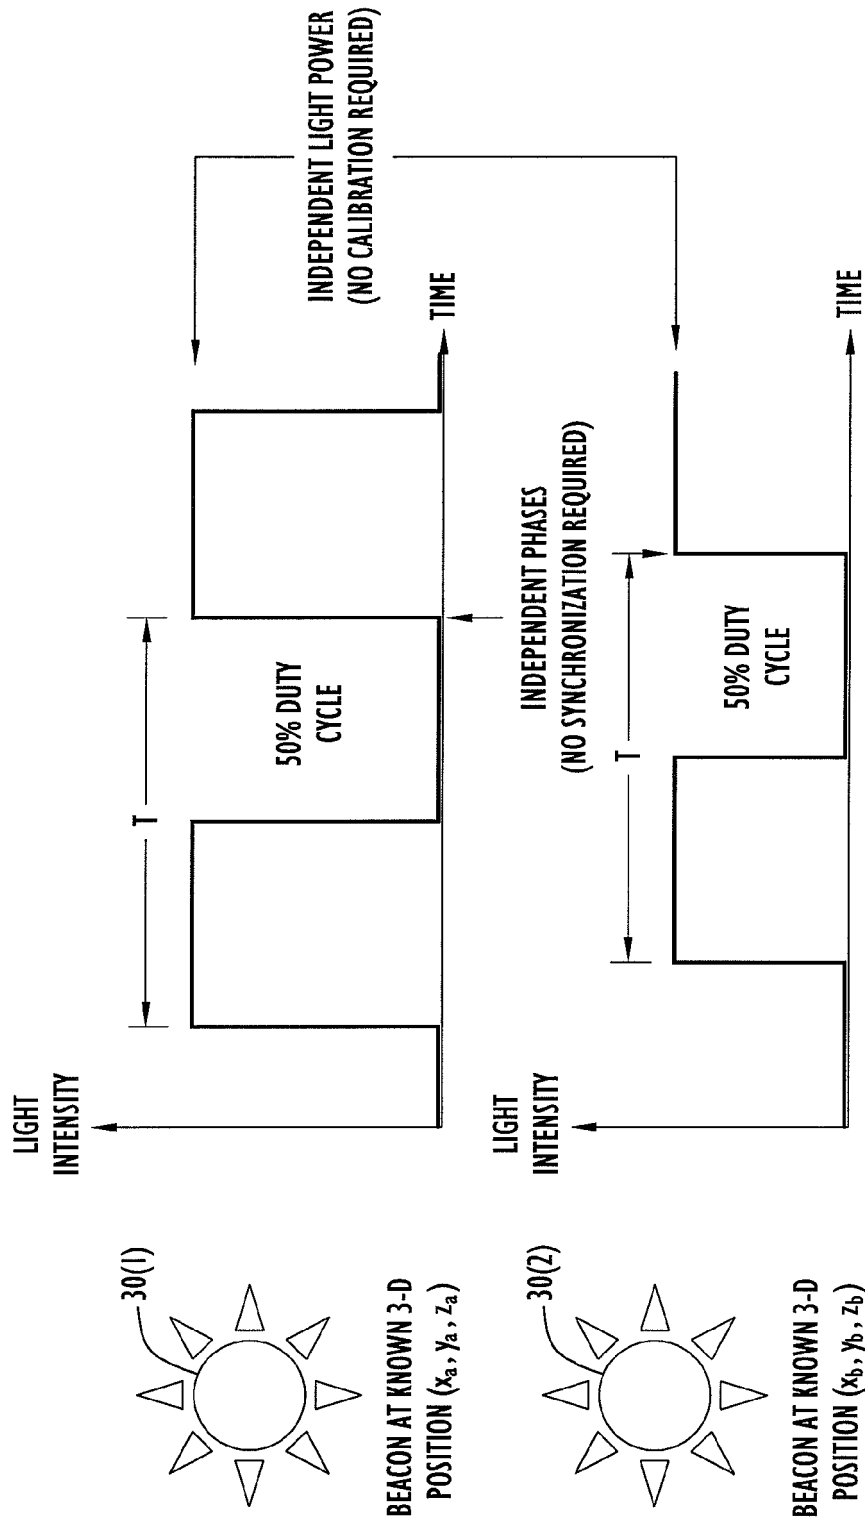 30(1)
BEACON AT KNOWN 3-D
POSITION (xa, ya, za)
LIGHT
INTENSITY
T
50% DUTY
CYCLE
TIME
INDEPENDENT LIGHT POWER
(NO CALIBRATION REQUIRED)
INDEPENDENT PHASES
(NO SYNCHRONIZATION REQUIRED)
30(2)
BEACON AT KNOWN 3-D
POSITION (xb, yb, zb)
LIGHT
INTENSITY
T
50% DUTY
CYCLE
TIME